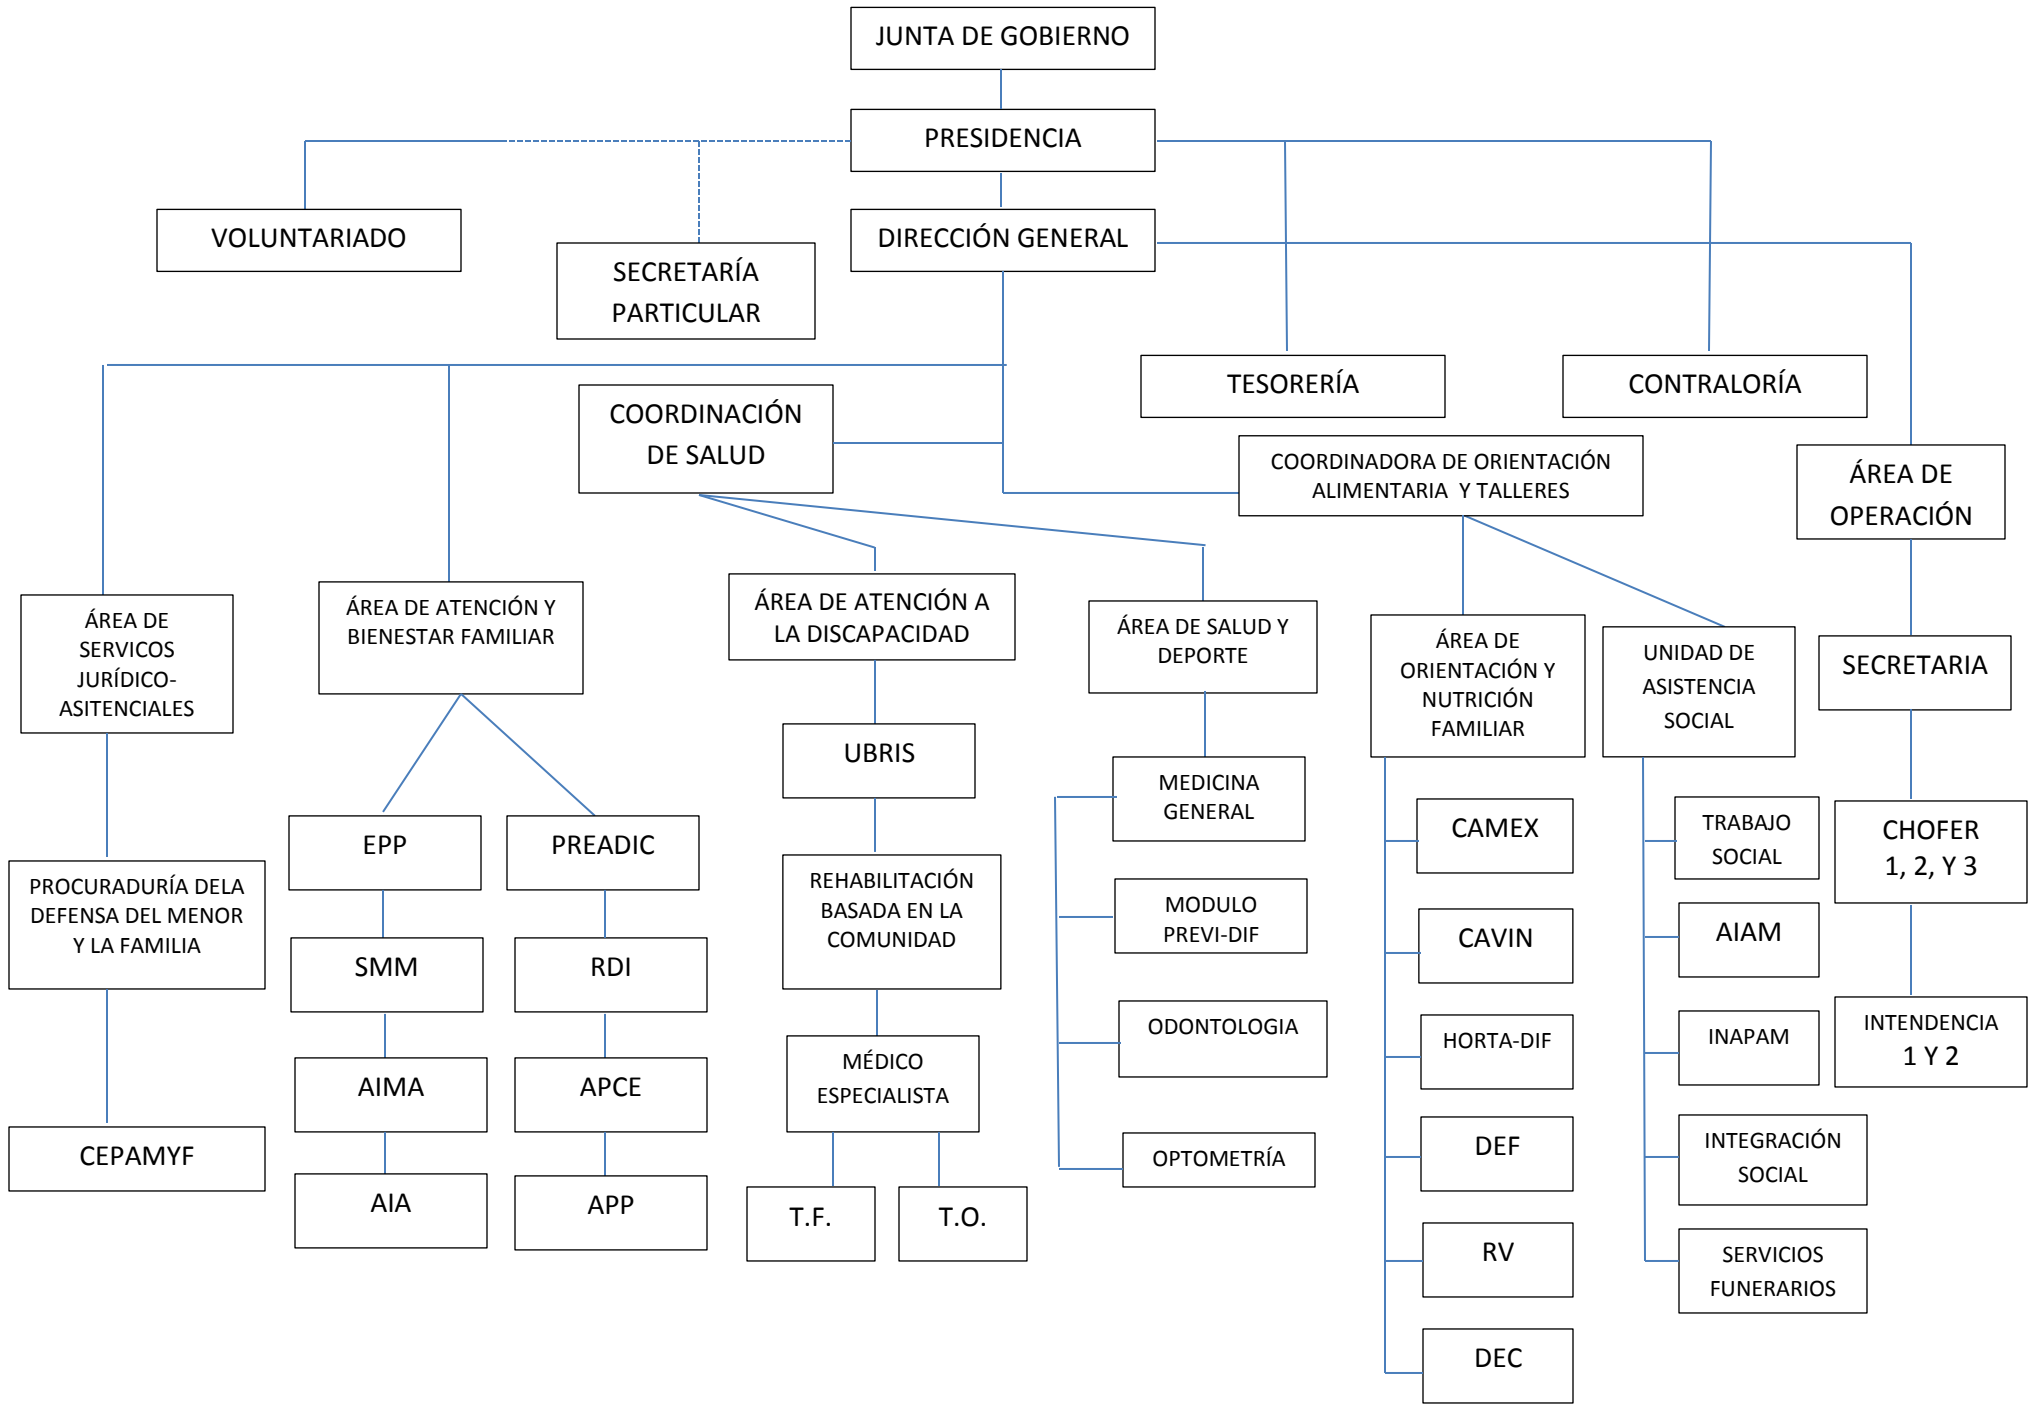 JUNTA DE GOBIERNO
PRESIDENCIA
VOLUNTARIADO
SECRETARÍA
PARTICULAR
DIRECCIÓN GENERAL
TESORERÍA
CONTRALORÍA
COORDINACIÓN
DE SALUD
COORDINADORA DE ORIENTACIÓN
ALIMENTARIA Y TALLERES
ÁREA DE
OPERACIÓN
ÁREA DE
SERVICOS
JURÍDICO-
ASITENCIALES
ÁREA DE ATENCIÓN Y
BIENESTAR FAMILIAR
ÁREA DE ATENCIÓN A
LA DISCAPACIDAD
ÁREA DE SALUD Y
DEPORTE
ÁREA DE
ORIENTACIÓN Y
NUTRICIÓN
FAMILIAR
UNIDAD DE
ASISTENCIA
SOCIAL
SECRETARIA
PROCURADURÍA DELA
DEFENSA DEL MENOR
Y LA FAMILIA
CEPAMYF
EPP
SMM
AIMA
AIA
PREADIC
RDI
APCE
APP
UBRIS
REHABILITACIÓN
BASADA EN LA
COMUNIDAD
MÉDICO
ESPECIALISTA
T.F.
T.O.
MEDICINA
GENERAL
MODULO
PREVI-DIF
ODONTOLOGIA
OPTOMETRÍA
CAMEX
CAVIN
HORTA-DIF
DEF
RV
DEC
TRABAJO
SOCIAL
AIAM
INAPAM
INTEGRACIÓN
SOCIAL
SERVICIOS
FUNERARIOS
CHOFER
1, 2, Y 3
INTENDENCIA
1 Y 2